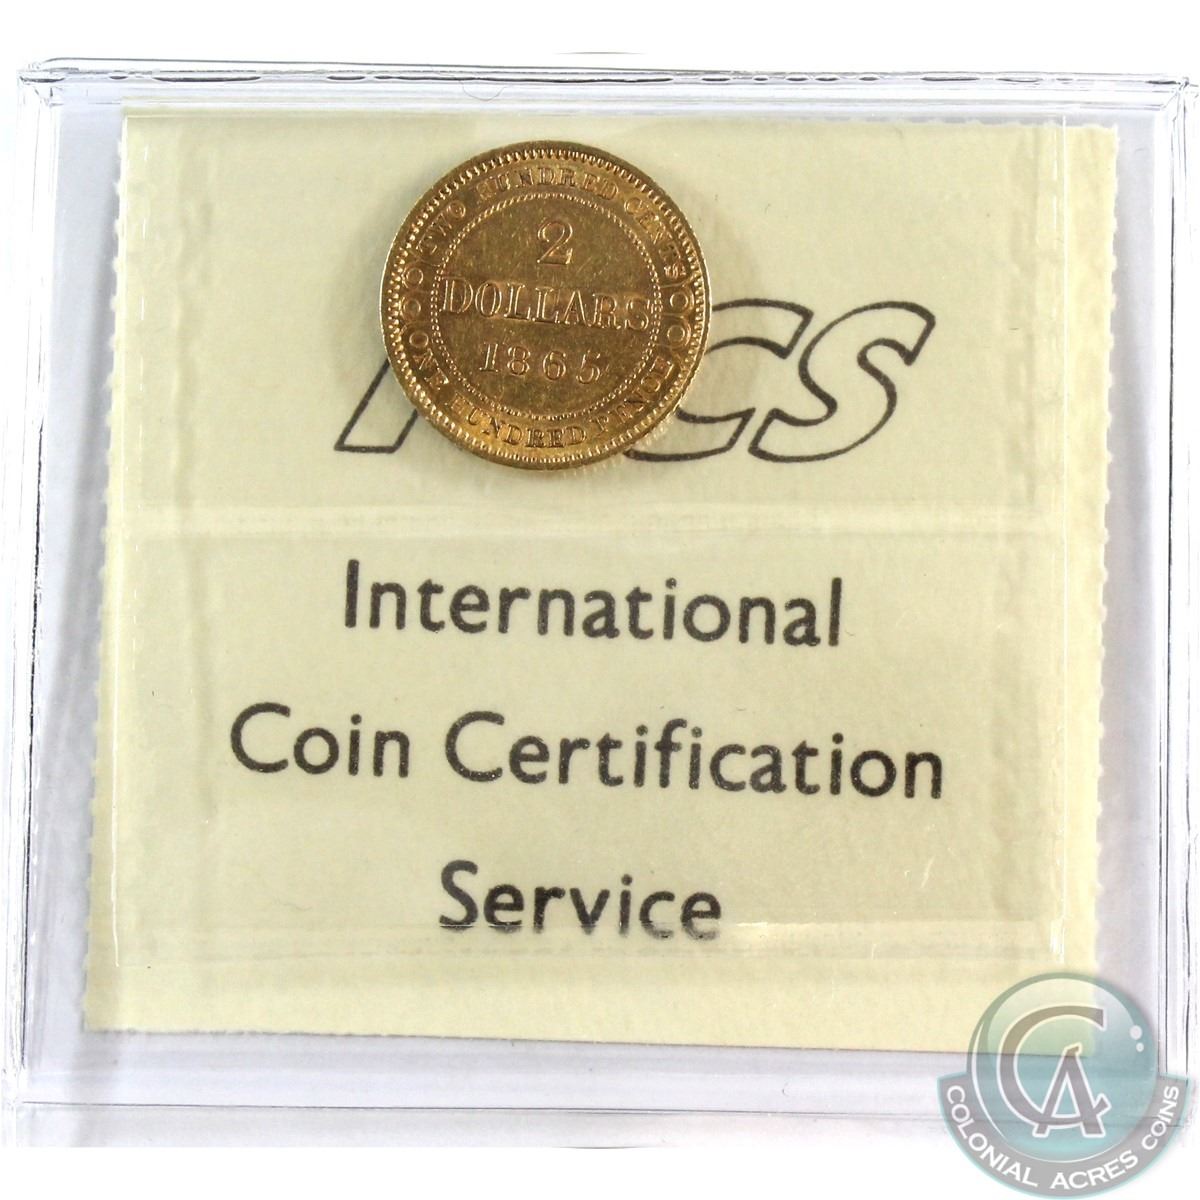 TWO HUNDRED CENTS
2
DOLLARS
1865
ONE HUNDRED PENCE
ICCS
International
Coin Certification
Service
CA
COLONIAL ACRES COINS